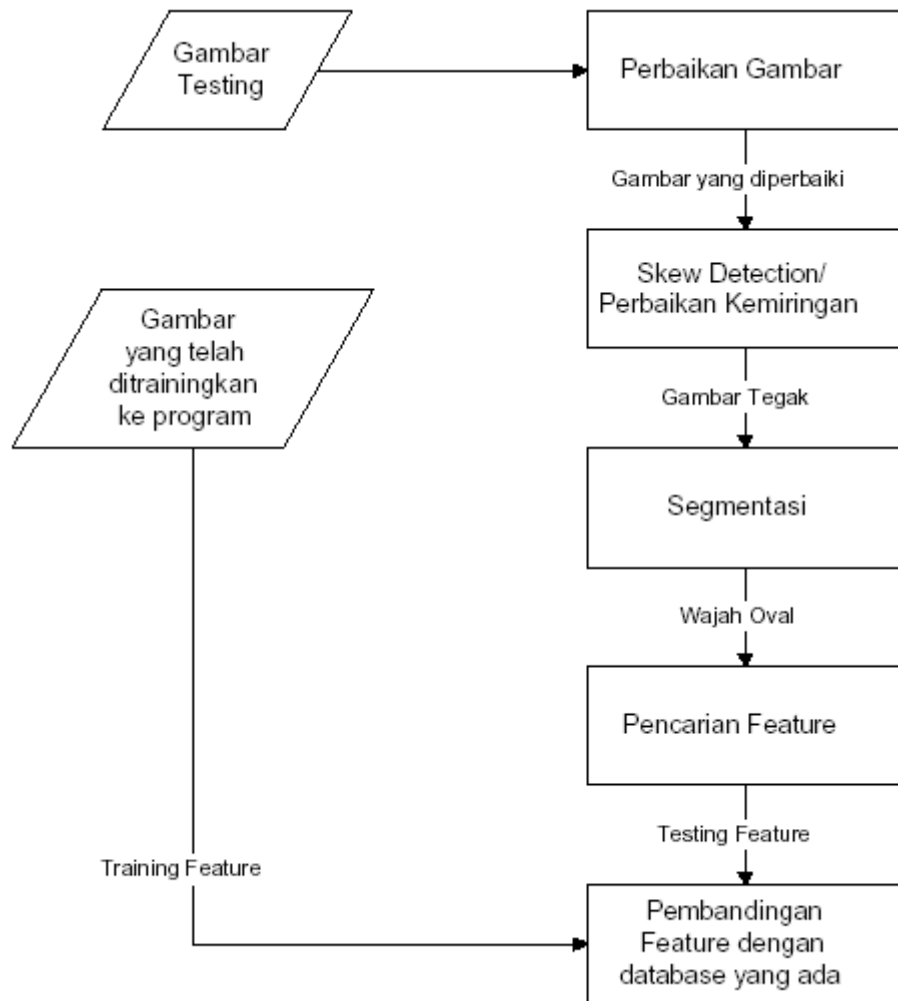 Gambar
Testing
Perbaikan Gambar
Gambar yang diperbaiki
Skew Detection/
Perbaikan Kemiringan
Gambar
yang telah
ditrainingkan
ke program
Gambar Tegak
Segmentasi
Wajah Oval
Pencarian Feature
Testing Feature
Training Feature
Pembandingan
Feature dengan
database yang ada